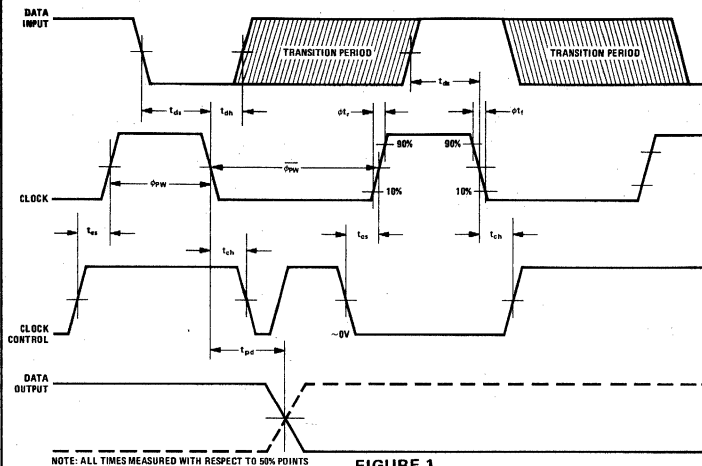 DATA
INPUT
TRANSITION PERIOD
TRANSITION PERIOD
tds
tdh
ϕtr
tds
ϕtf
90%
90%
ϕPW
ϕPW
10%
10%
CLOCK
tcs
tch
tcs
tch
CLOCK
CONTROL
~0V
tpd
DATA
OUTPUT
NOTE: ALL TIMES MEASURED WITH RESPECT TO 50% POINTS
FIGURE 1